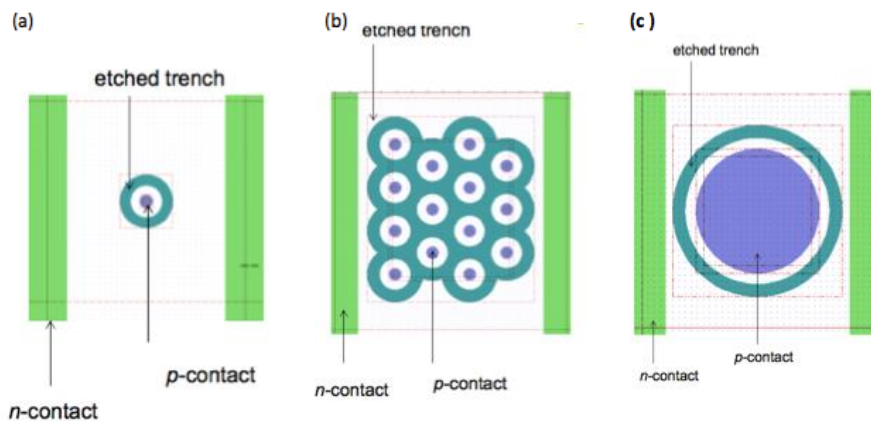 (a)
etched trench
p-contact
n-contact
(b)
etched trench
n-contact
p-contact
(c )
etched trench
p-contact
n-contact